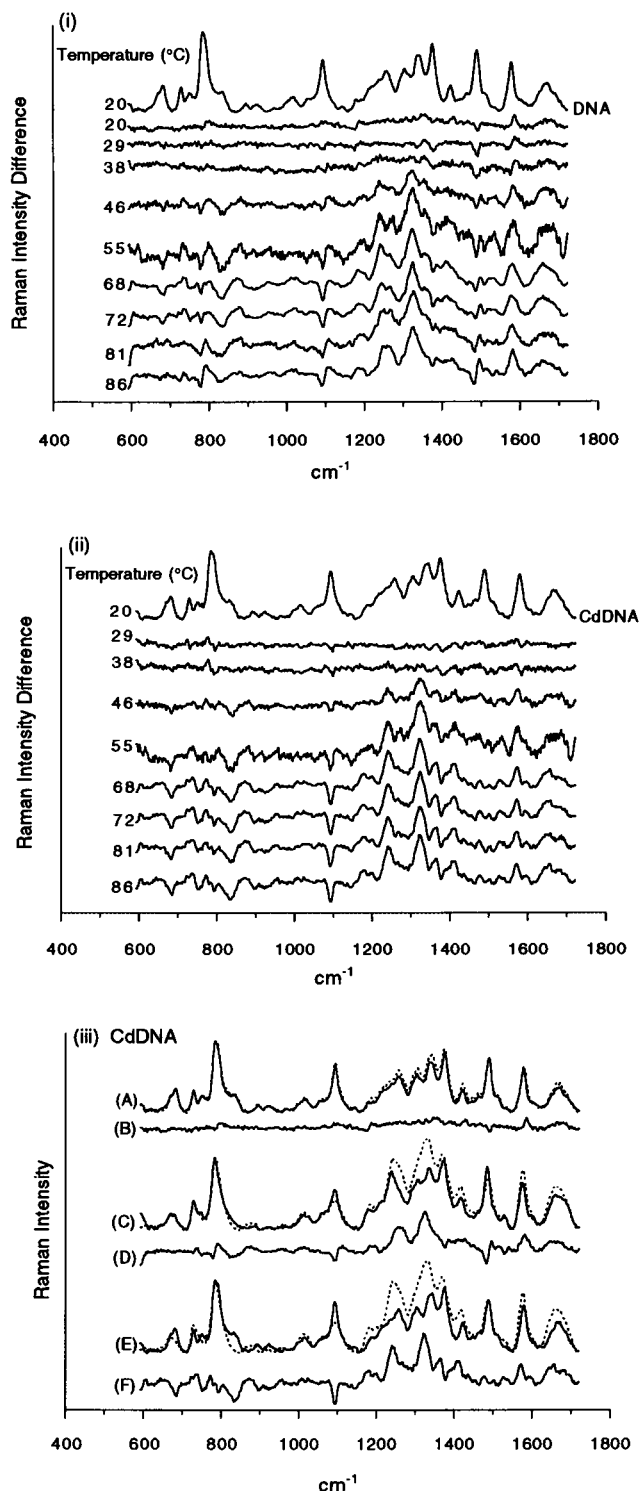 (i)
Temperature (°C)
20
DNA
20
29
38
46
55
68
72
81
86
Raman Intensity Difference
400 600 800 1000 1200 1400 1600 1800
cm-1
(ii)
Temperature (°C)
20
CdDNA
29
38
46
55
68
72
81
86
Raman Intensity Difference
400 600 800 1000 1200 1400 1600 1800
cm-1
(iii) CdDNA
(A)
(B)
(C)
(D)
(E)
(F)
Raman Intensity
400 600 800 1000 1200 1400 1600 1800
cm-1